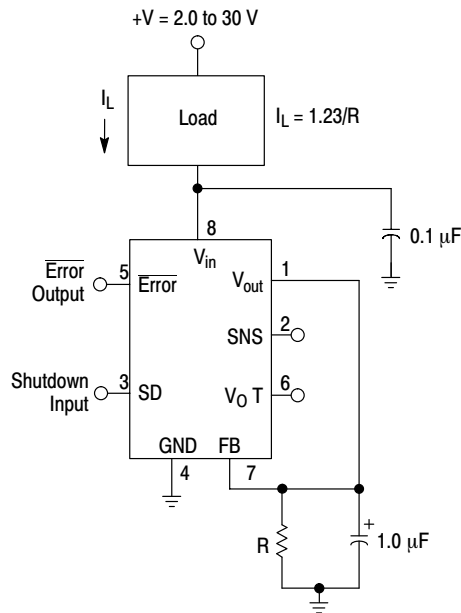 +V = 2.0 to 30 V
I_L
Load
I_L = 1.23/R
0.1 µF
8
V_in
Error
Output
5
Error
V_out
1
SNS
2
Shutdown
Input
3
SD
V_O T
6
GND
FB
4
7
R
+
1.0 µF